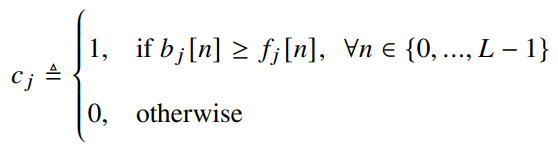 c_j ≜ { 1, if b_j[n] ≥ f_j[n], ∀n ∈ {0, ..., L − 1}
0, otherwise